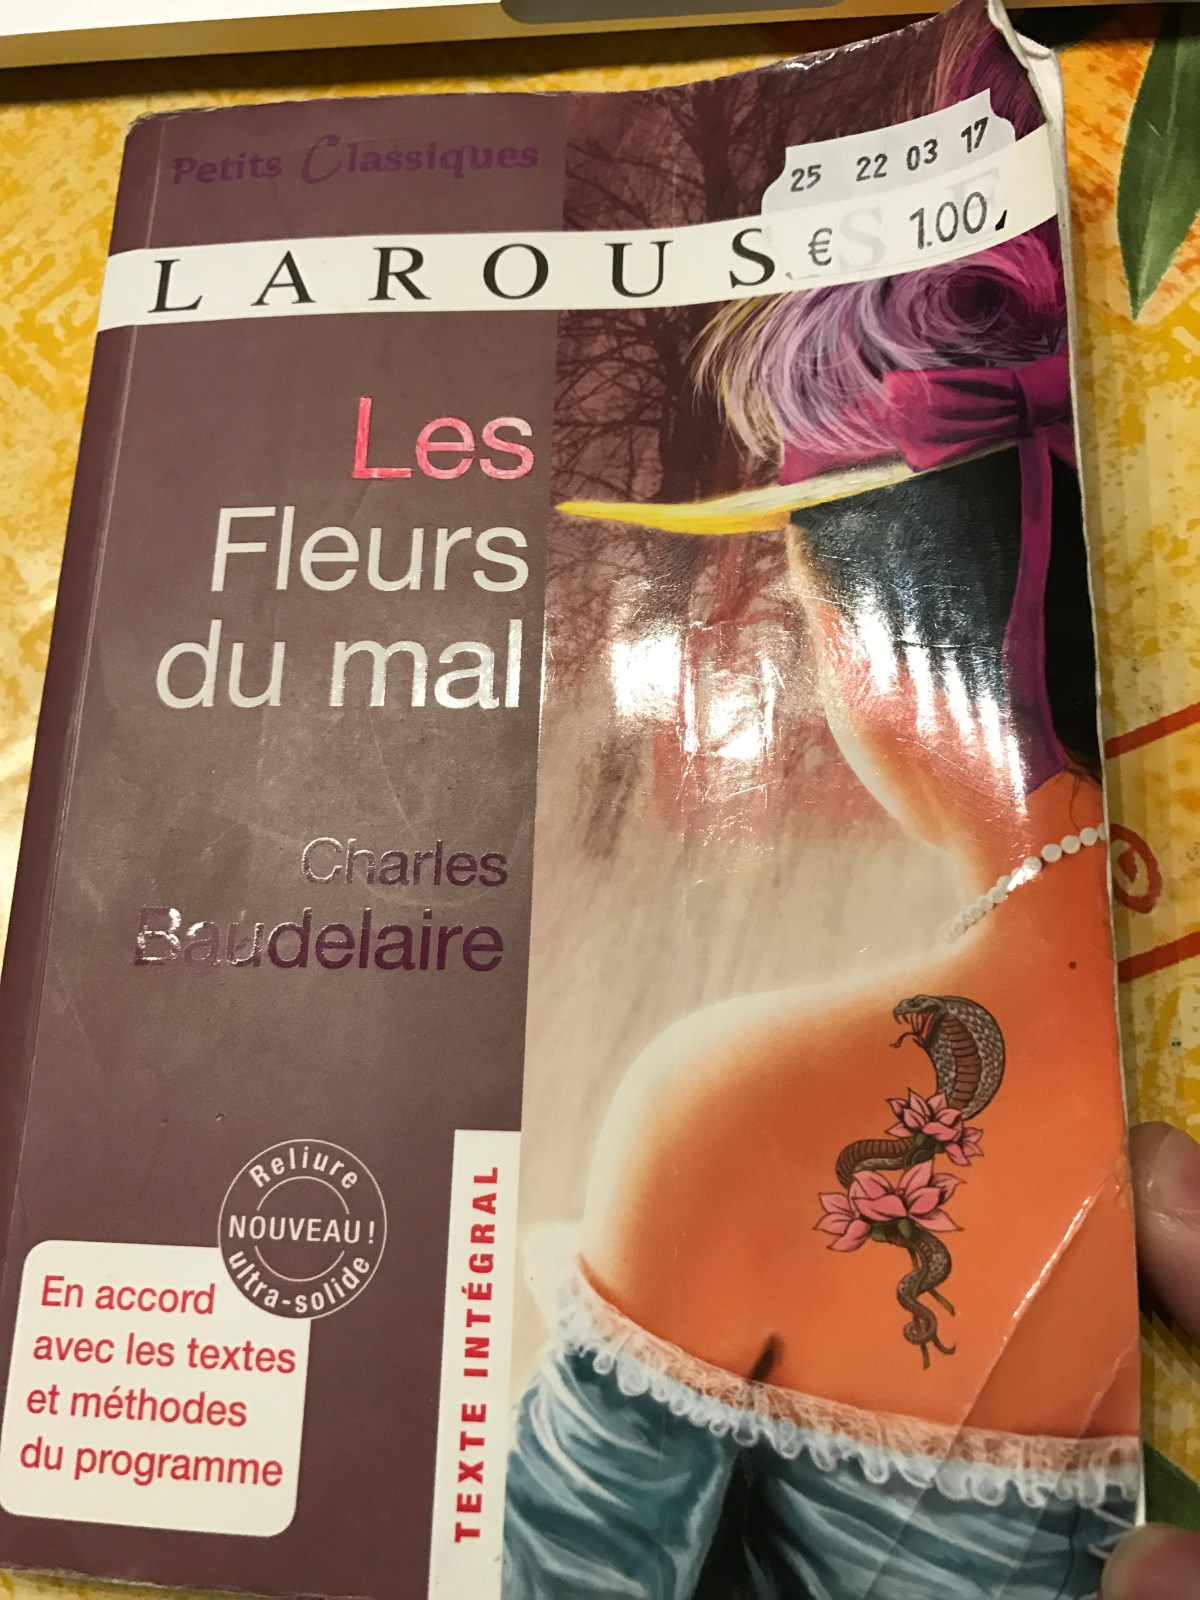 Petits Classiques
25 22 03 17
€ 1.00
LAROUSSE
Les
Fleurs
du mal
Charles
Baudelaire
Reliure
NOUVEAU !
ultra-solide
En accord
avec les textes
et méthodes
du programme
TEXTE INTÉGRAL